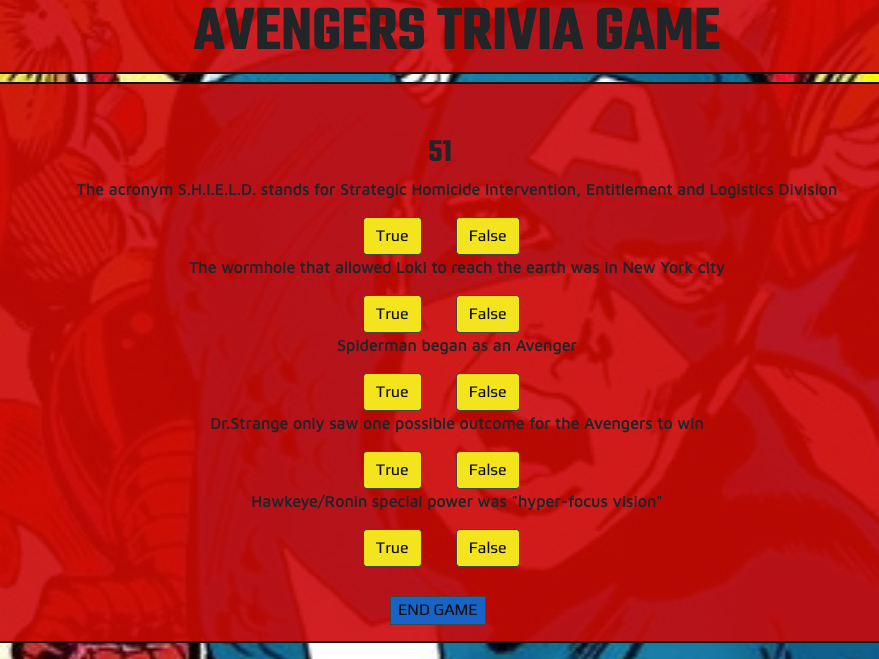 AVENGERS TRIVIA GAME
51
The acronym S.H.I.E.L.D. stands for Strategic Homicide Intervention, Entitlement and Logistics Division
True False
The wormhole that allowed Loki to reach the earth was in New York city
True False
Spiderman began as an Avenger
True False
Dr.Strange only saw one possible outcome for the Avengers to win
True False
Hawkeye/Ronin special power was "hyper-focus vision"
True False
END GAME